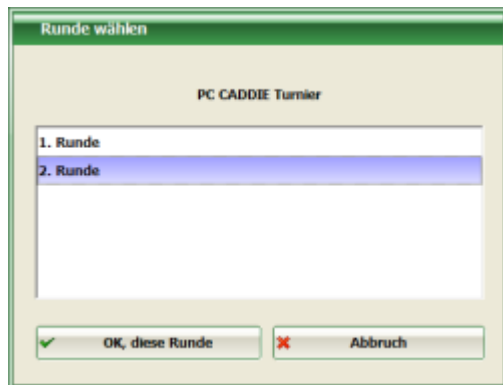 Runde wählen
PC CADDIE Turnier
1. Runde
2. Runde
OK, diese Runde
Abbruch